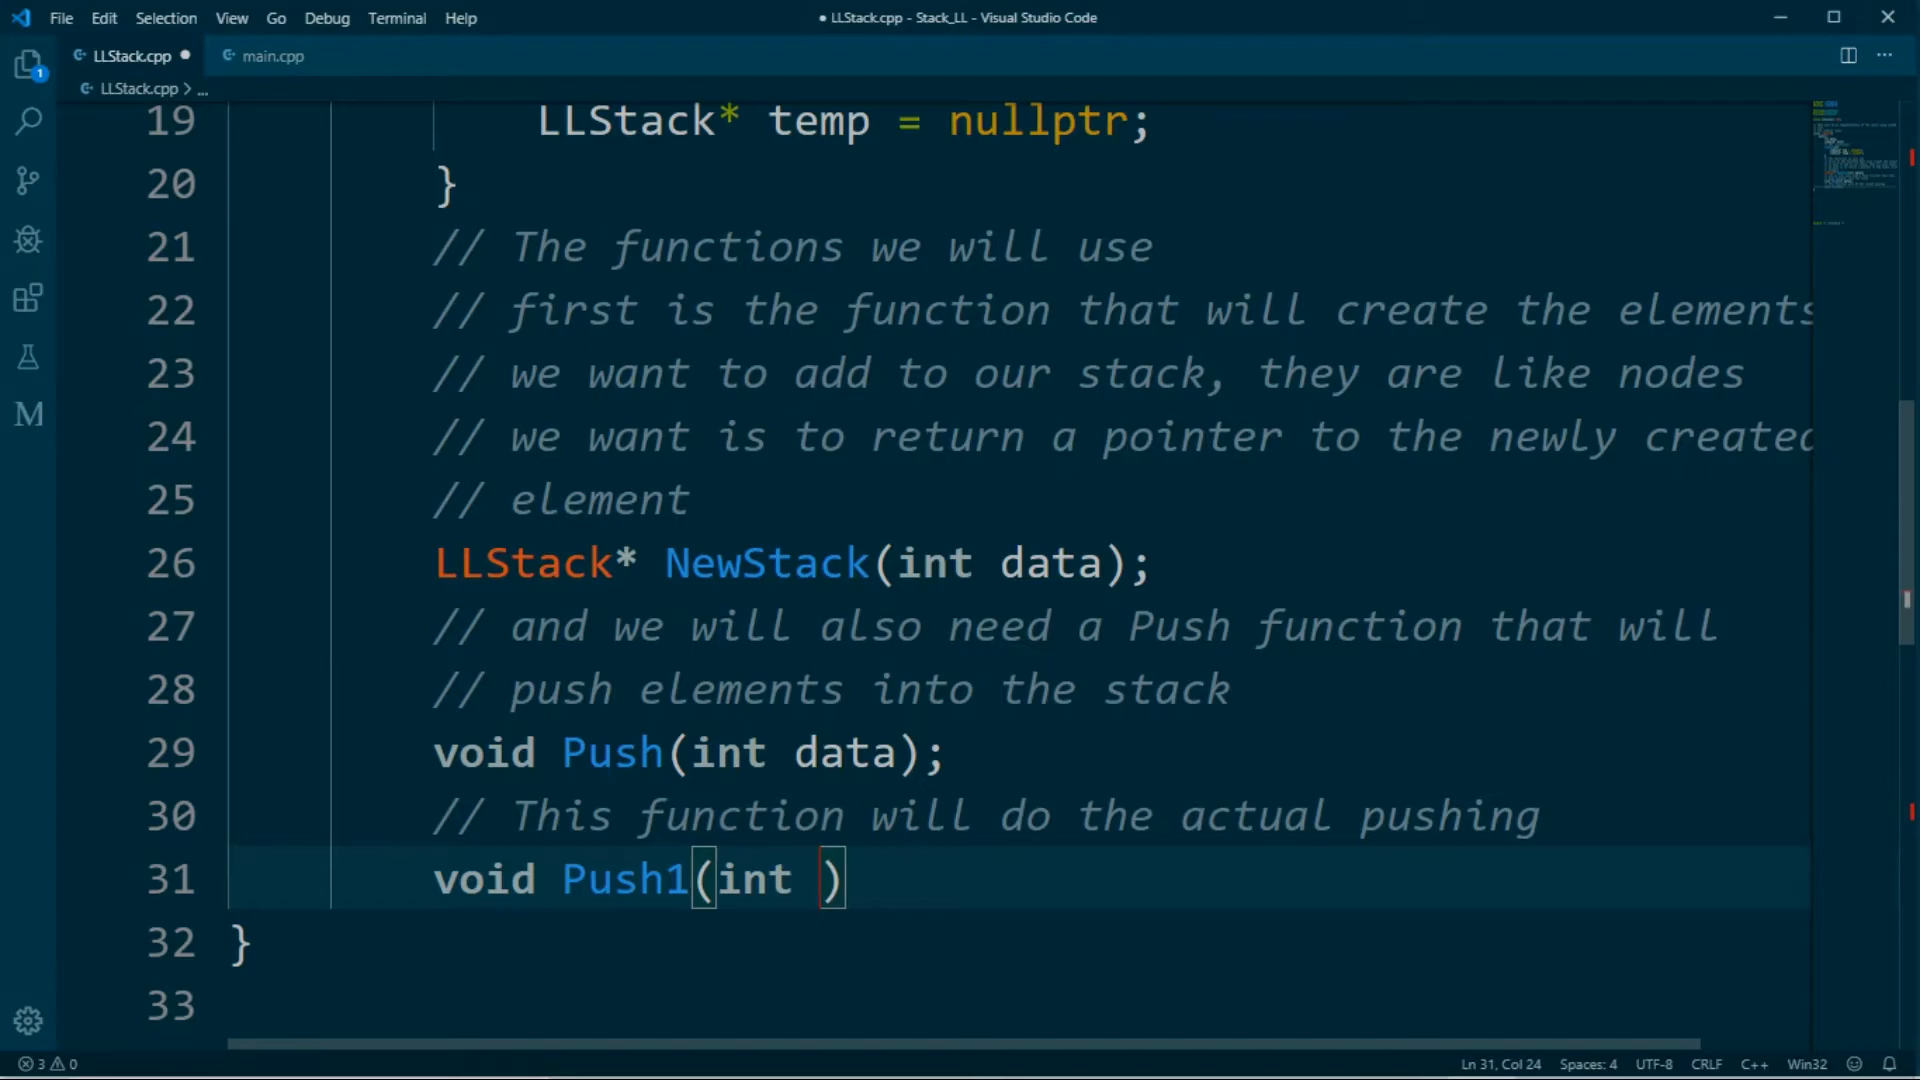 File Edit Selection View Go Debug Terminal Help
● LLStack.cpp - Stack_LL - Visual Studio Code
LLStack.cpp ● main.cpp
LLStack.cpp > ...
1
19 LLStack* temp = nullptr;
20 }
21 // The functions we will use
22 // first is the function that will create the elements
23 // we want to add to our stack, they are like nodes
24 // we want is to return a pointer to the newly created
25 // element
26 LLStack* NewStack(int data);
27 // and we will also need a Push function that will
28 // push elements into the stack
29 void Push(int data);
30 // This function will do the actual pushing
31 void Push1(int )
32 }
33
M
3 0 Ln 31, Col 24 Spaces: 4 UTF-8 CRLF C++ Win32